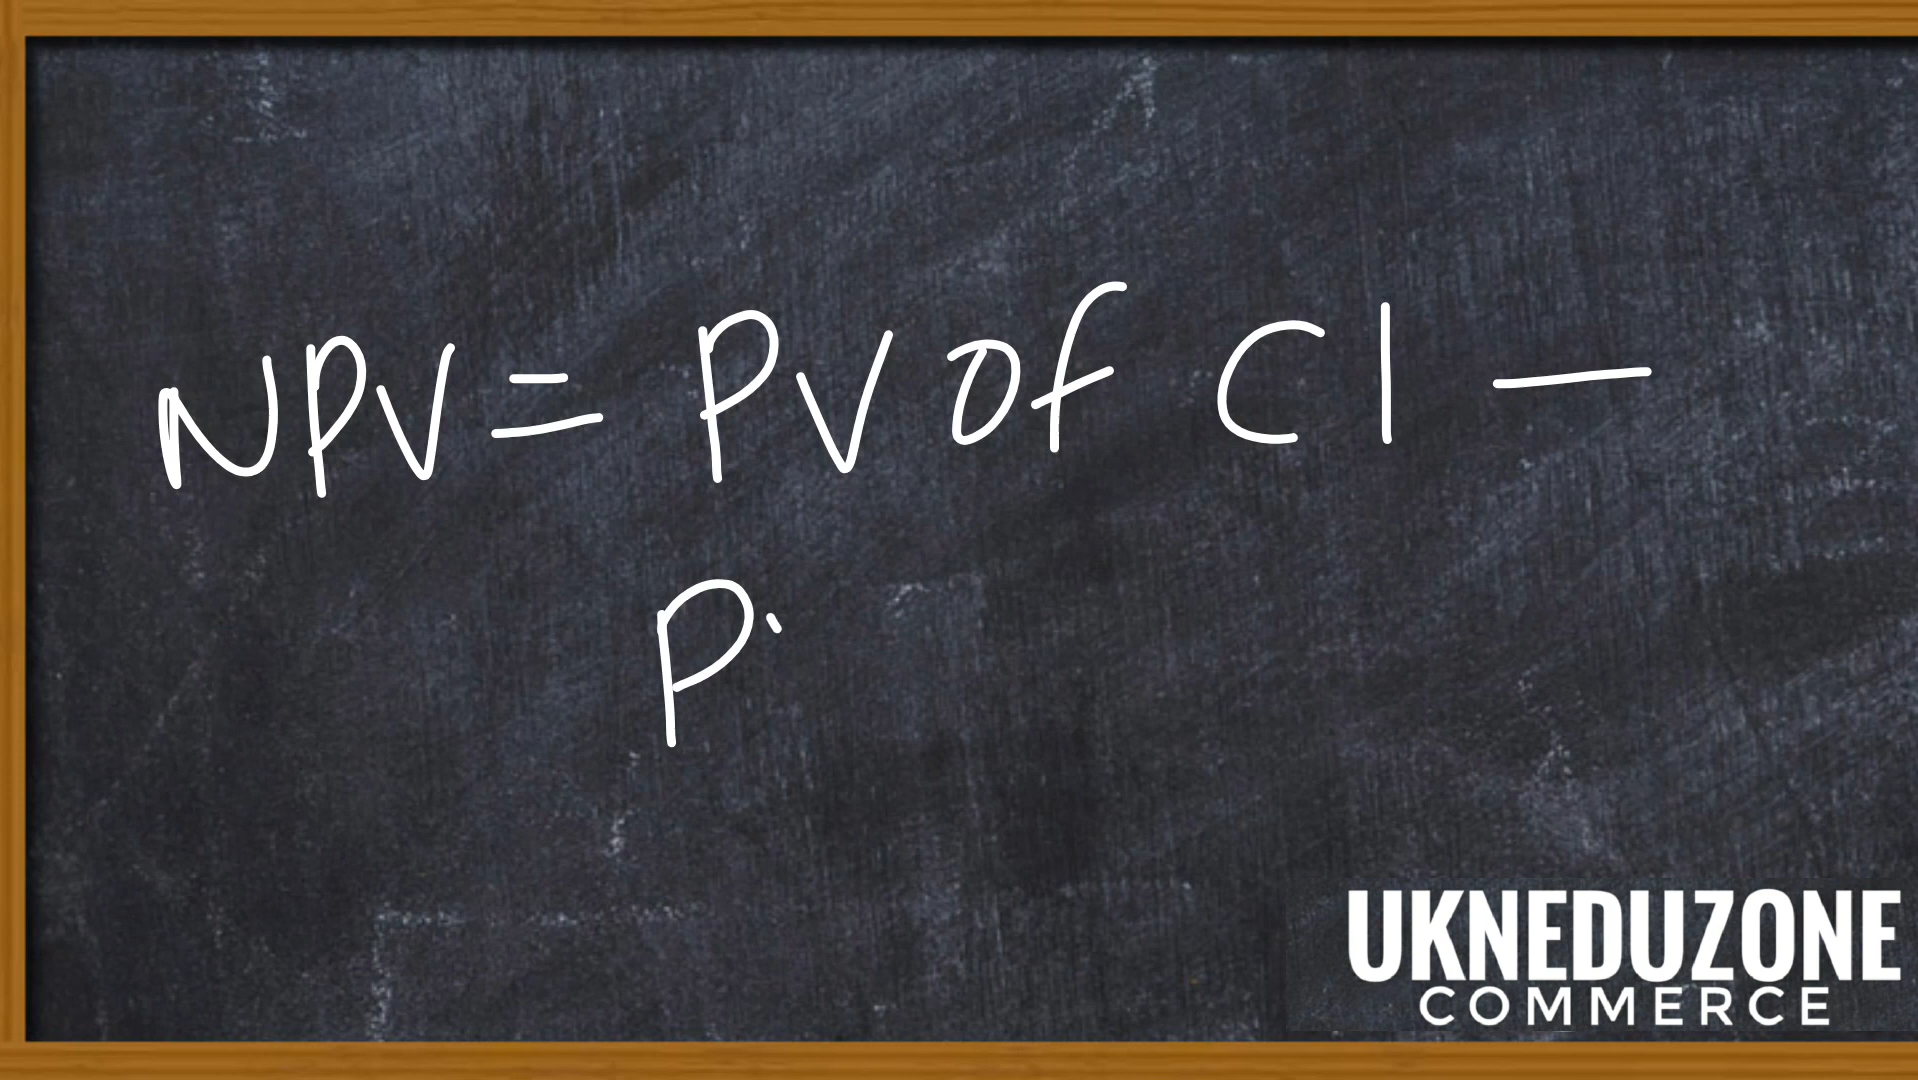 NPV = PV of CI —
P
UKNEDUZONE
COMMERCE